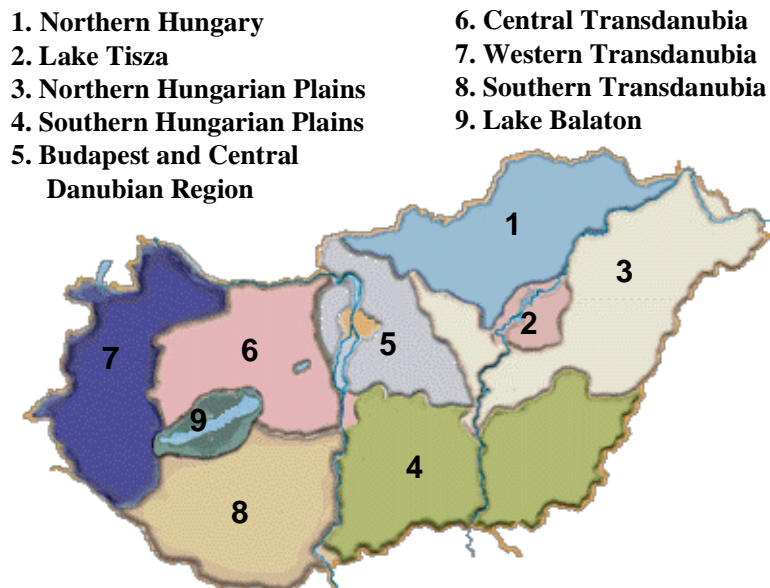 1. Northern Hungary
2. Lake Tisza
3. Northern Hungarian Plains
4. Southern Hungarian Plains
5. Budapest and Central
Danubian Region
6. Central Transdanubia
7. Western Transdanubia
8. Southern Transdanubia
9. Lake Balaton
1
3
2
5
6
7
9
4
8